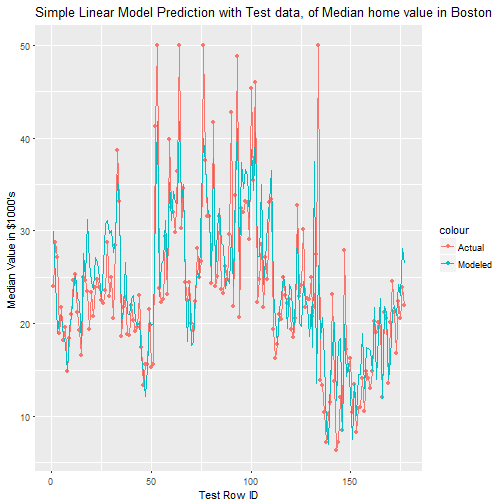 Simple Linear Model Prediction with Test data, of Median home value in Boston
50
40
30
20
10
Median Value in $1000's
0
50
100
150
Test Row ID
colour
Actual
Modeled